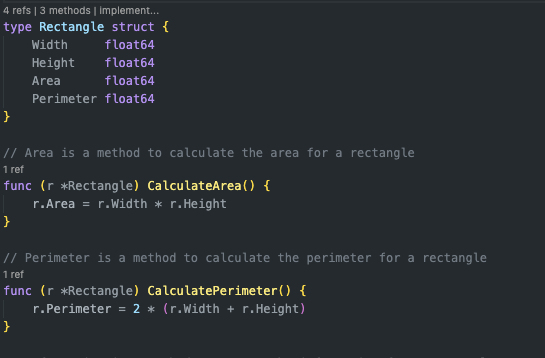 4 refs | 3 methods | implement...
type Rectangle struct {
    Width     float64
    Height    float64
    Area      float64
    Perimeter float64
}
// Area is a method to calculate the area for a rectangle
1 ref
func (r *Rectangle) CalculateArea() {
    r.Area = r.Width * r.Height
}
// Perimeter is a method to calculate the perimeter for a rectangle
1 ref
func (r *Rectangle) CalculatePerimeter() {
    r.Perimeter = 2 * (r.Width + r.Height)
}